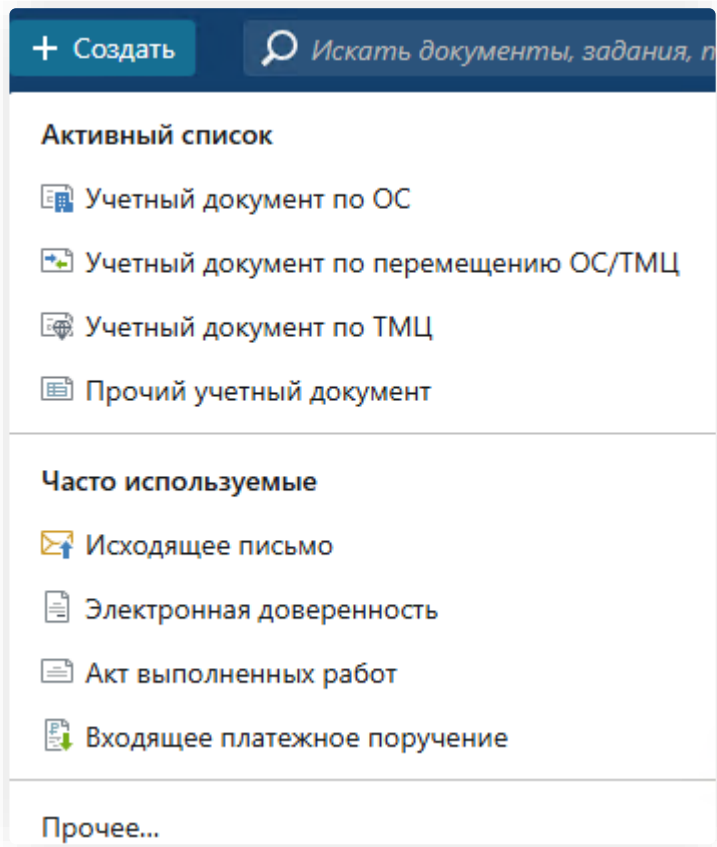 + Создать
Искать документы, задания, п
Активный список
Учетный документ по ОС
Учетный документ по перемещению ОС/ТМЦ
Учетный документ по ТМЦ
Прочий учетный документ
Часто используемые
Исходящее письмо
Электронная доверенность
Акт выполненных работ
Входящее платежное поручение
Прочее...